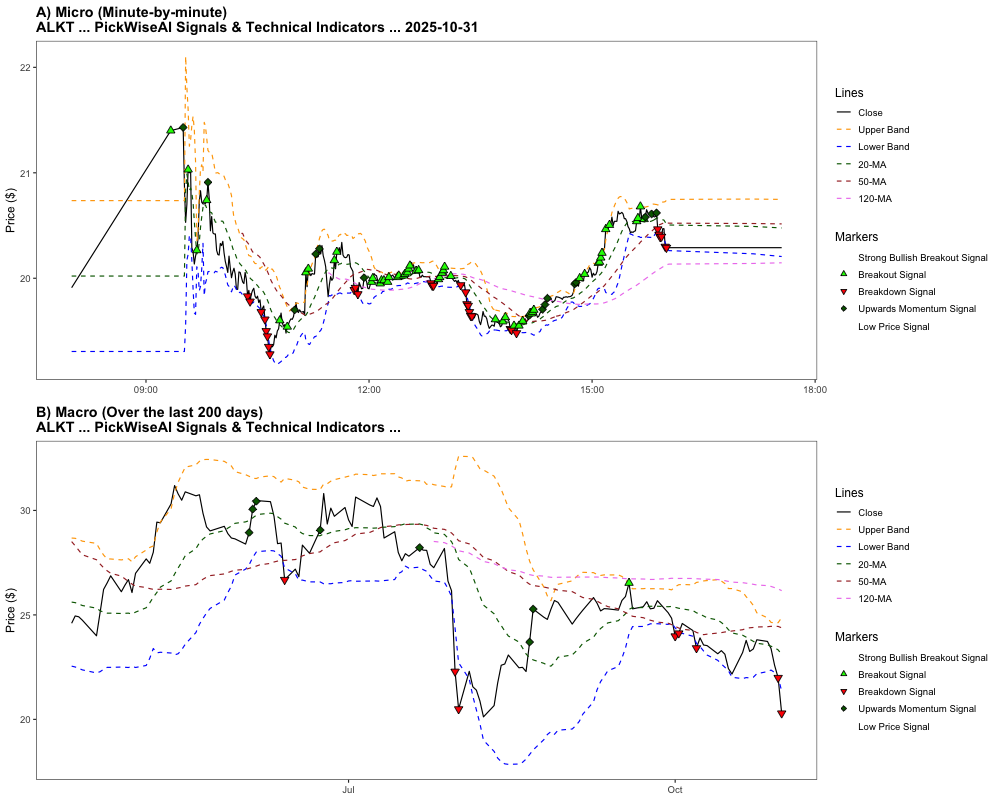 A) Micro (Minute-by-minute)
ALKT ... PickWiseAI Signals & Technical Indicators ... 2025-10-31
22
21
20
Price ($)
09:00
12:00
15:00
18:00
Lines
Close
Upper Band
Lower Band
20-MA
50-MA
120-MA
Markers
Strong Bullish Breakout Signal
Breakout Signal
Breakdown Signal
Upwards Momentum Signal
Low Price Signal
B) Macro (Over the last 200 days)
ALKT ... PickWiseAI Signals & Technical Indicators ...
30
25
20
Price ($)
Jul
Oct
Lines
Close
Upper Band
Lower Band
20-MA
50-MA
120-MA
Markers
Strong Bullish Breakout Signal
Breakout Signal
Breakdown Signal
Upwards Momentum Signal
Low Price Signal